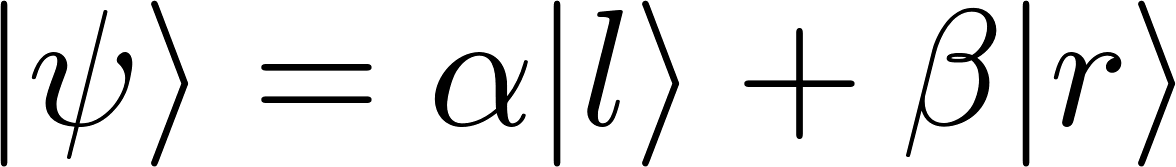 |ψ⟩ = α|l⟩ + β|r⟩